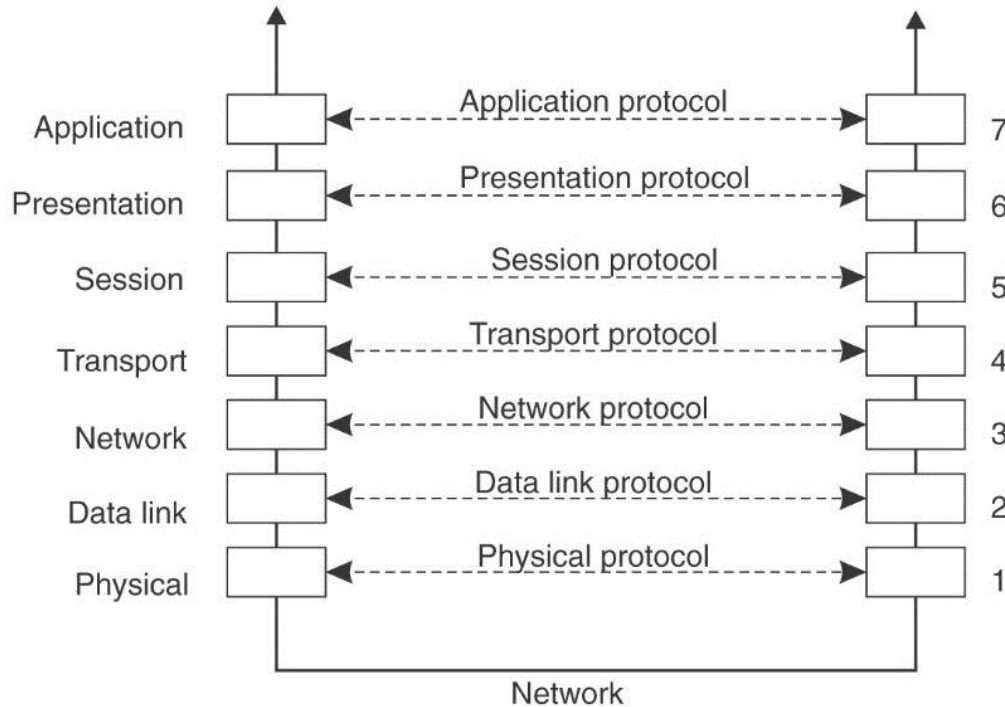 Application protocol
Application
7
Presentation protocol
Presentation
6
Session protocol
Session
5
Transport protocol
Transport
4
Network protocol
Network
3
Data link protocol
Data link
2
Physical protocol
Physical
1
Network